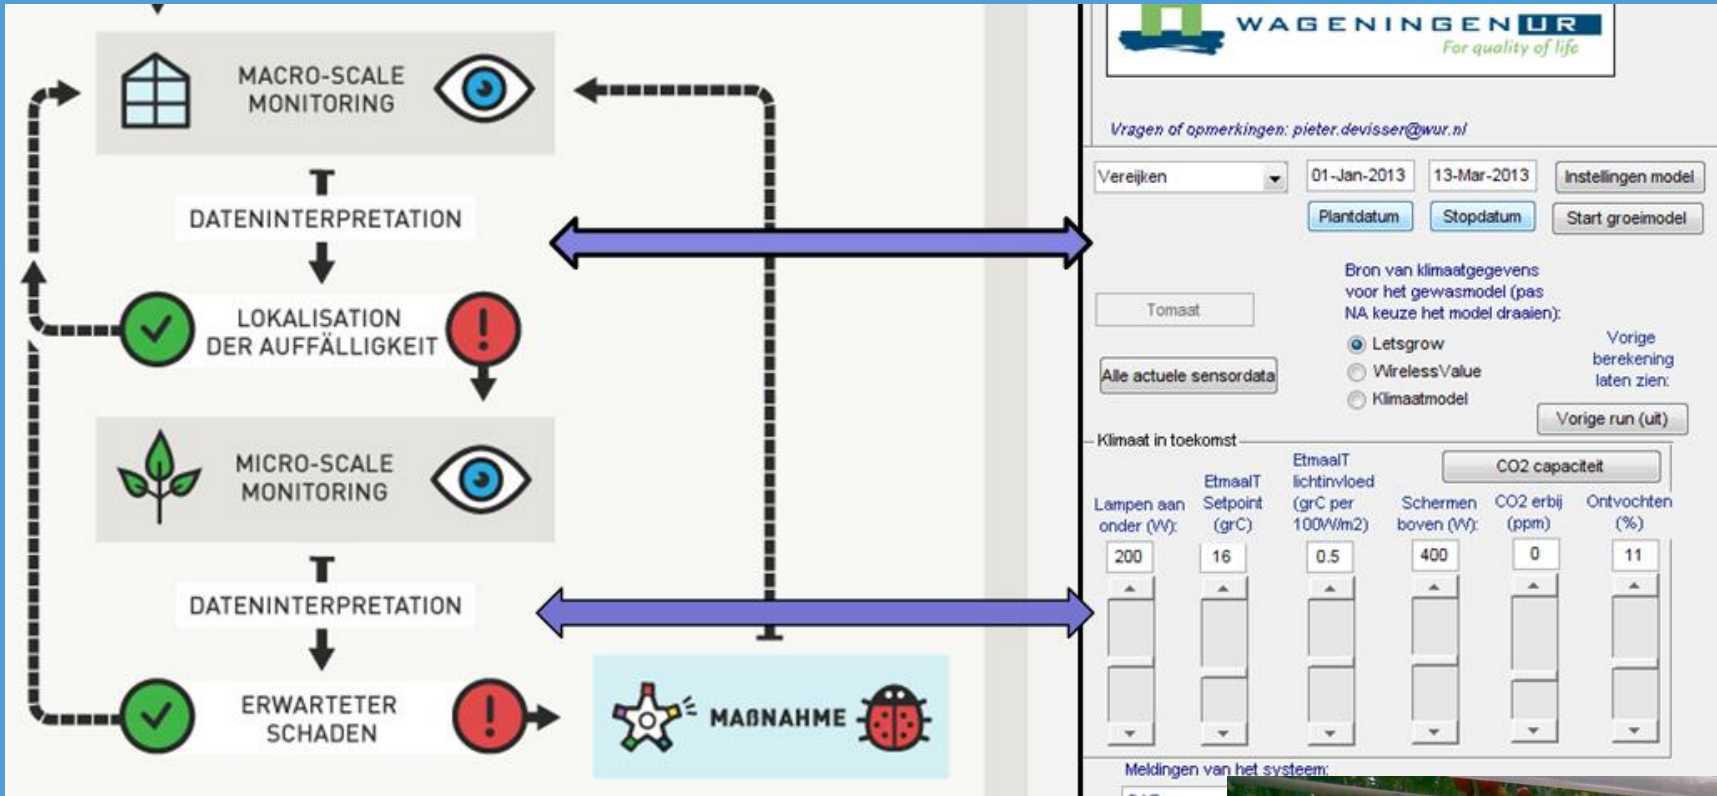 MACRO-SCALE
MONITORING
DATENINTERPRETATION
LOKALISATION
DER AUFFÄLLIGKEIT
MICRO-SCALE
MONITORING
DATENINTERPRETATION
ERWARTETER
SCHADEN
MAßNAHME
WAGENINGEN UR
For quality of life
Vragen of opmerkingen: pieter.devisser@wur.nl
Vereijken
01-Jan-2013
13-Mar-2013
Instellingen model
Plantdatum
Stopdatum
Start groeimodel
Bron van klimaatgegevens
voor het gewasmodel (pas
NA keuze het model draaien):
Tomaat
Letsgrow
WirelessValue
Klimaatmodel
Alle actuele sensordata
Vorige
berekening
laten zien:
Vorige run (uit)
Klimaat in toekomst
CO2 capaciteit
Lampen aan
onder (W):
EtmaalT
Setpoint
(grC)
EtmaalT
lichtinvloed
(grC per
100W/m2)
Schermen
boven (W):
CO2 erbij
(ppm)
Ontvochten
(%)
200
16
0.5
400
0
11
Meldingen van het systeem: